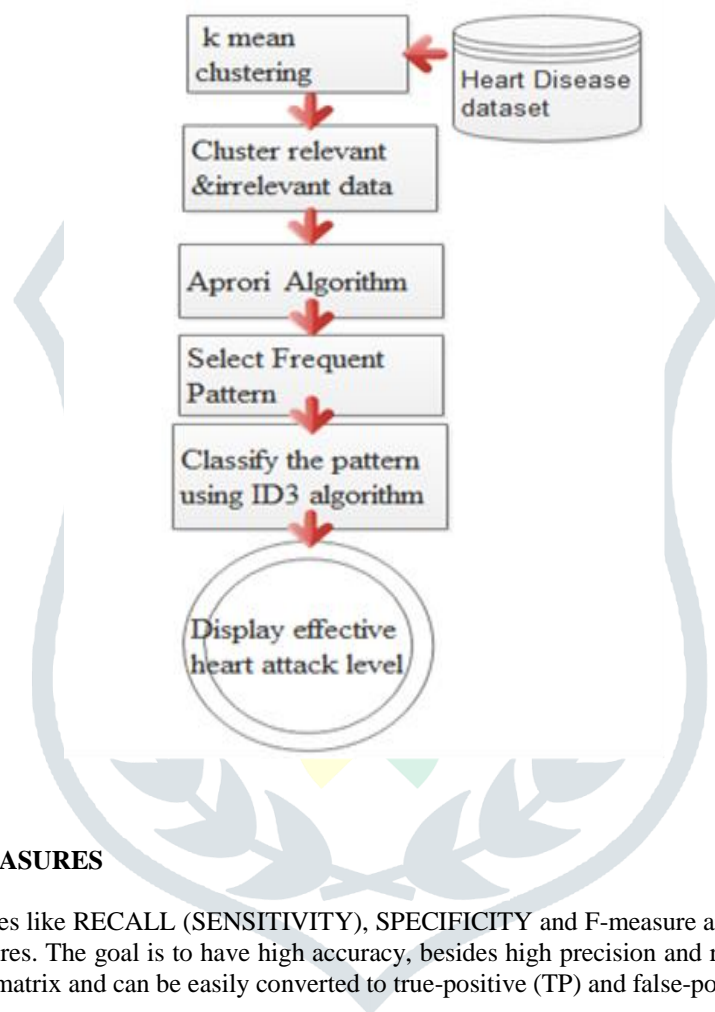 k mean
clustering
Heart Disease
dataset
Cluster relevant
&irrelevant data
Aprori Algorithm
Select Frequent
Pattern
Classify the pattern
using ID3 algorithm
Display effective
heart attack level
ASURES
es like RECALL (SENSITIVITY), SPECIFICITY and F-measure a
res. The goal is to have high accuracy, besides high precision and
matrix and can be easily converted to true-positive (TP) and false-po